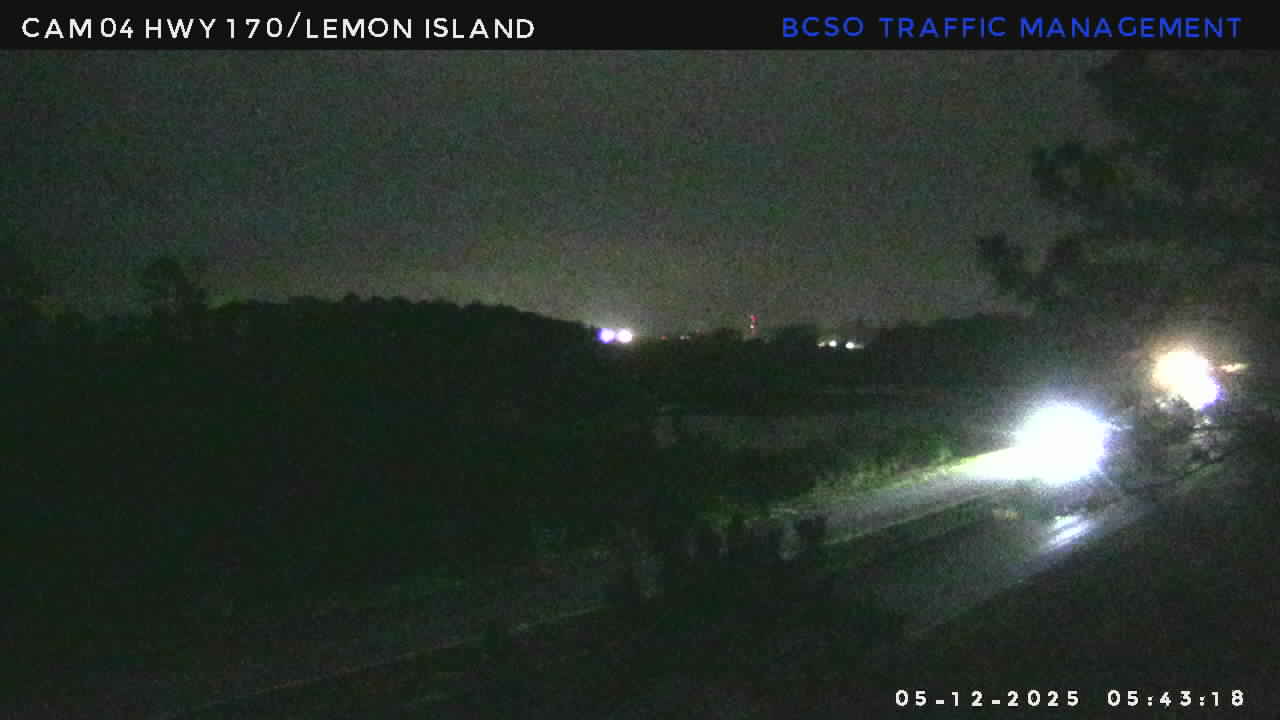 CAM04 HWY 170/LEMON ISLAND
BCSO TRAFFIC MANAGEMENT
05-12-2025 05:43:18